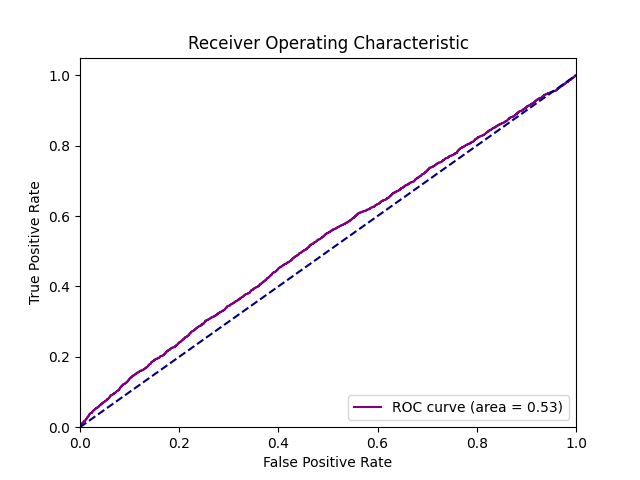 Receiver Operating Characteristic
True Positive Rate
1.0
0.8
0.6
0.4
0.2
0.0
ROC curve (area = 0.53)
0.0 0.2 0.4 0.6 0.8 1.0
False Positive Rate